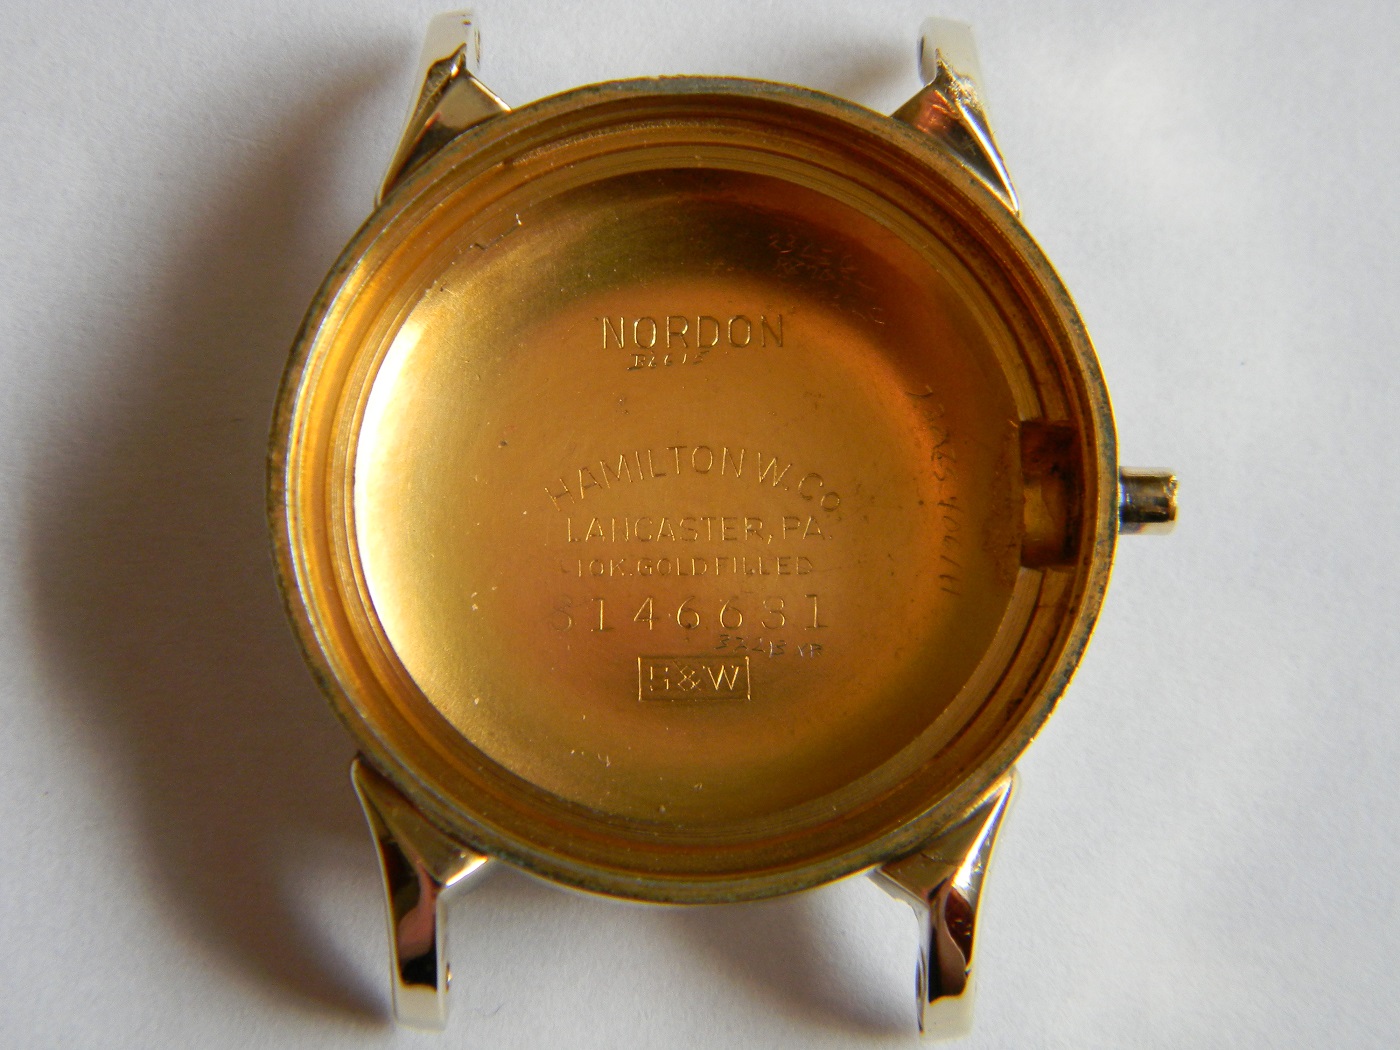 NORDON
HAMILTON W. CO.
LANCASTER, PA.
10K. GOLD FILLED
S146631
S&W